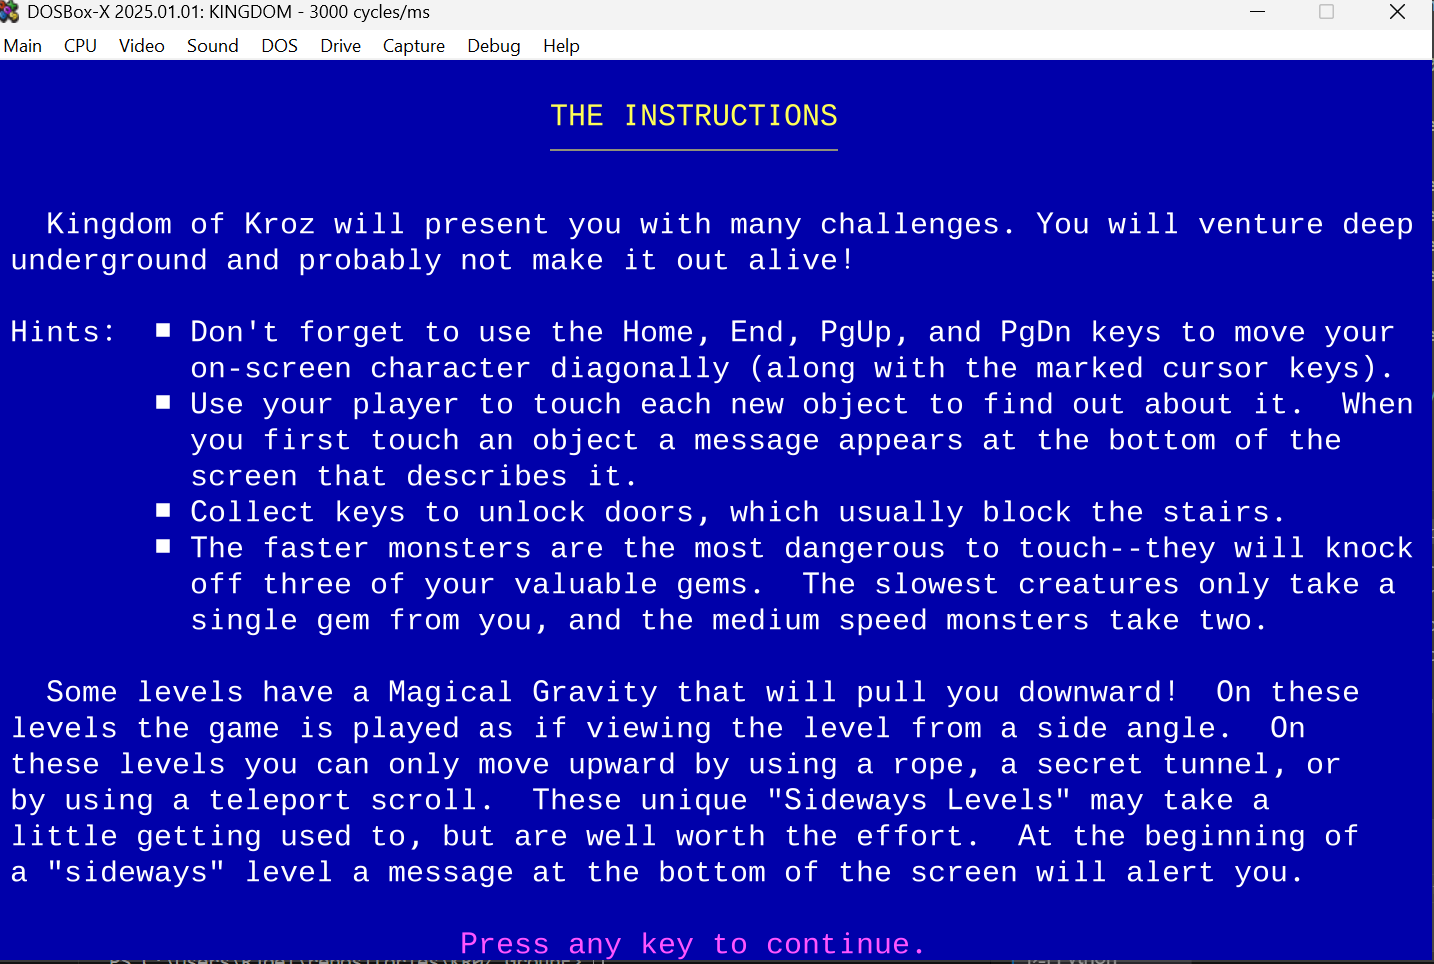 DOSBox-X 2025.01.01: KINGDOM - 3000 cycles/ms
Main CPU Video Sound DOS Drive Capture Debug Help
THE INSTRUCTIONS
Kingdom of Kroz will present you with many challenges. You will venture deep
underground and probably not make it out alive!
Hints: ■ Don't forget to use the Home, End, PgUp, and PgDn keys to move your
on-screen character diagonally (along with the marked cursor keys).
■ Use your player to touch each new object to find out about it.  When
you first touch an object a message appears at the bottom of the
screen that describes it.
■ Collect keys to unlock doors, which usually block the stairs.
■ The faster monsters are the most dangerous to touch--they will knock
off three of your valuable gems.  The slowest creatures only take a
single gem from you, and the medium speed monsters take two.
Some levels have a Magical Gravity that will pull you downward!  On these
levels the game is played as if viewing the level from a side angle.  On
these levels you can only move upward by using a rope, a secret tunnel, or
by using a teleport scroll.  These unique "Sideways Levels" may take a
little getting used to, but are well worth the effort.  At the beginning of
a "sideways" level a message at the bottom of the screen will alert you.
Press any key to continue.